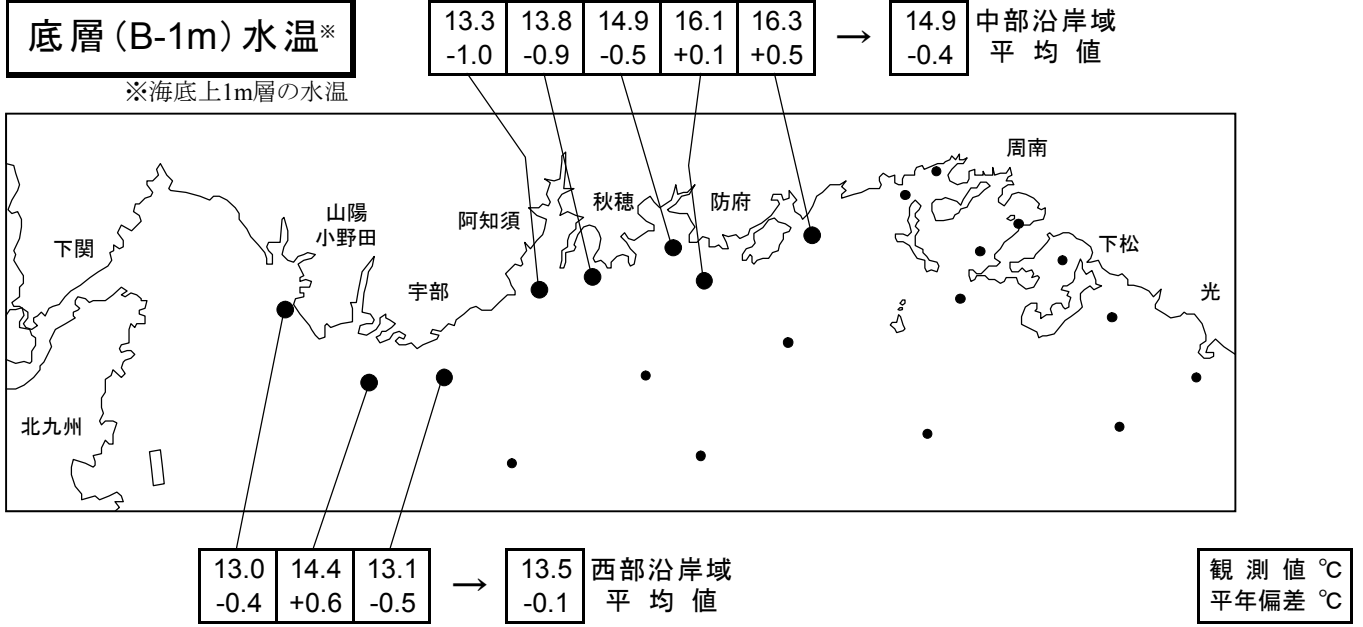 底層（B-1m）水温※
※海底上1m層の水温
13.3 13.8 14.9 16.1 16.3 → 14.9 中部沿岸域
-1.0 -0.9 -0.5 +0.1 +0.5 -0.4 平均値
周南
山陽
小野田
阿知須
秋穂
防府
下関
宇部
下松
光
北九州
13.0 14.4 13.1 → 13.5 西部沿岸域
-0.4 +0.6 -0.5 -0.1 平均値
観測値 ℃
平年偏差 ℃